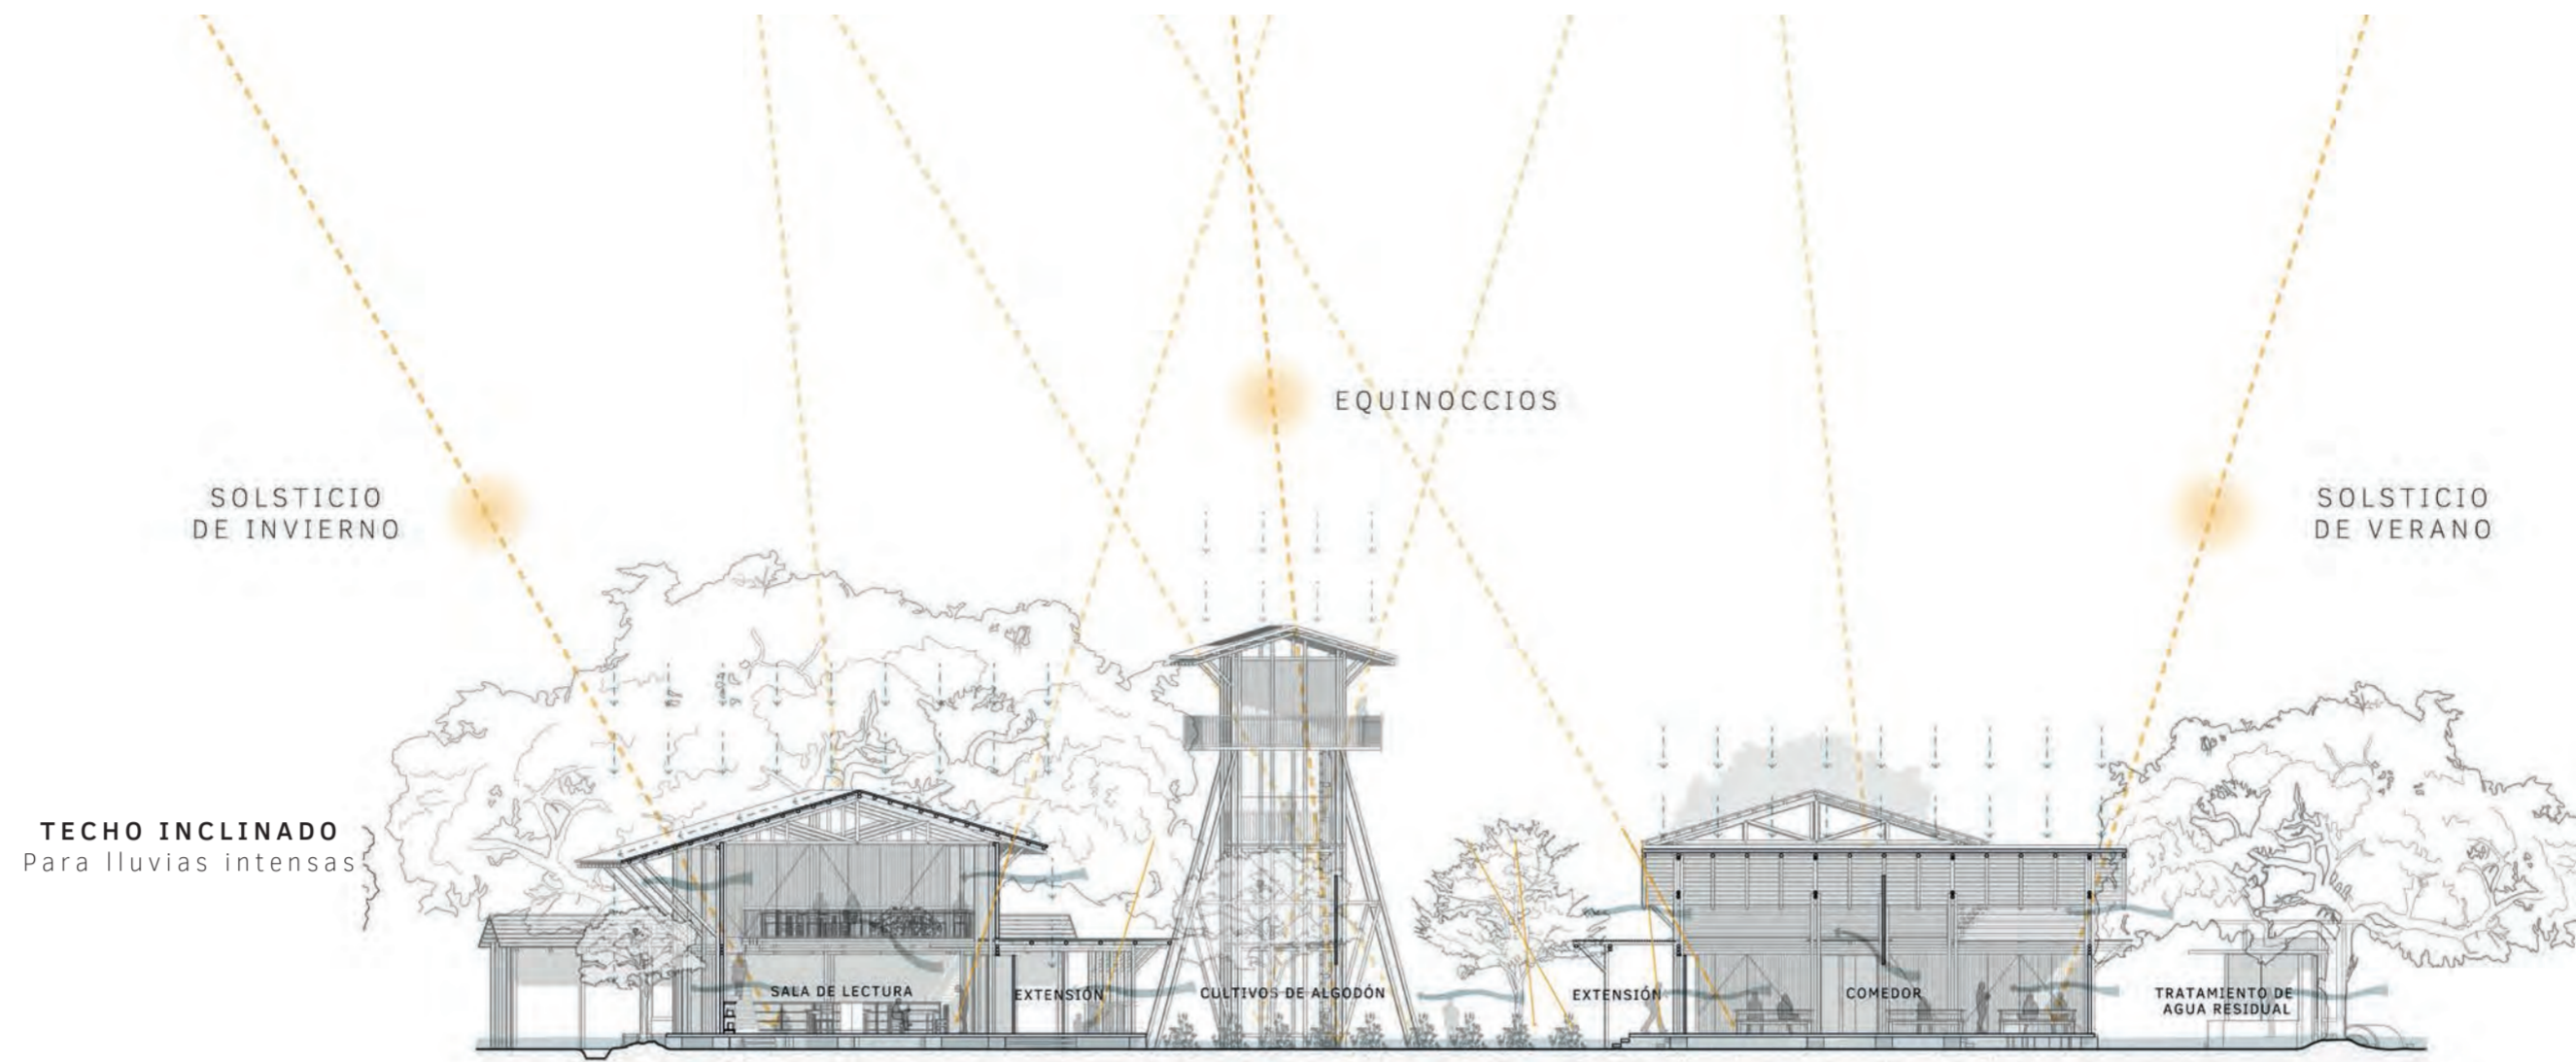 EQUINOCCIOS
SOLSTICIO
DE INVIERNO
SOLSTICIO
DE VERANO
TECHO INCLINADO
Para lluvias intensas
SALA DE LECTURA
EXTENSIÓN
CULTIVOS DE ALGODÓN
EXTENSIÓN
COMEDOR
TRATAMIENTO DE
AGUA RESIDUAL